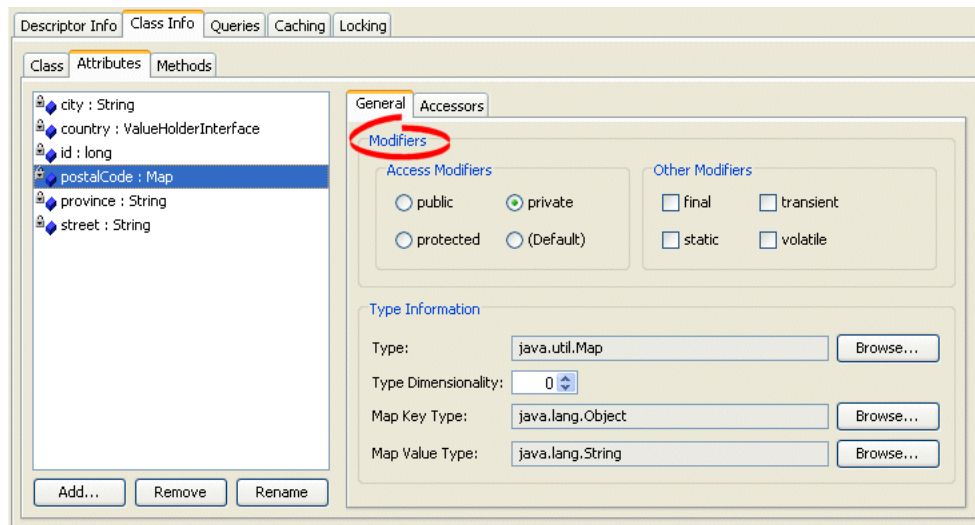 Descriptor Info Class Info Queries Caching Locking
Class Attributes Methods
city : String
country : ValueHolderInterface
id : long
postalCode : Map
province : String
street : String
Add... Remove Rename
General Accessors
Modifiers
Access Modifiers
public private
protected (Default)
Other Modifiers
final transient
static volatile
Type Information
Type: java.util.Map Browse...
Type Dimensionality: 0
Map Key Type: java.lang.Object Browse...
Map Value Type: java.lang.String Browse...